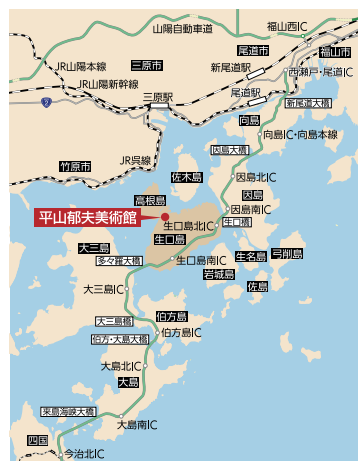 山陽自動車道
福山西IC
尾道市
福山市
JR山陽本線
三原市
新尾道駅
西瀬戸・尾道IC
JR山陽新幹線
尾道駅
三原駅
2
新尾道大橋
向島
向島IC・向島本線
因島大橋
JR呉線
竹原市
佐木島
因島北IC
高根島
因島
因島南IC
平山郁夫美術館
生口島北IC
生口橋
生口島
大三島
多々羅大橋
生口島南IC
生名島
弓削島
岩城島
佐島
大三島IC
大三島橋
伯方島
伯方島IC
伯方・大島大橋
大島北IC
大島
来島海峡大橋
大島南IC
四国
今治北IC